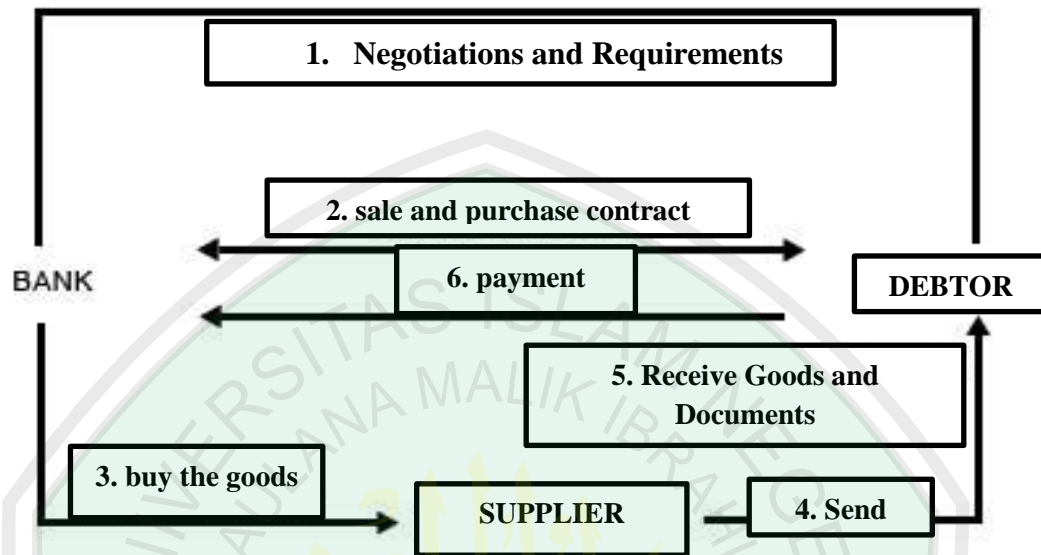 1. Negotiations and Requirements
2. sale and purchase contract
6. payment
BANK
DEBTOR
5. Receive Goods and
Documents
3. buy the goods
SUPPLIER
4. Send